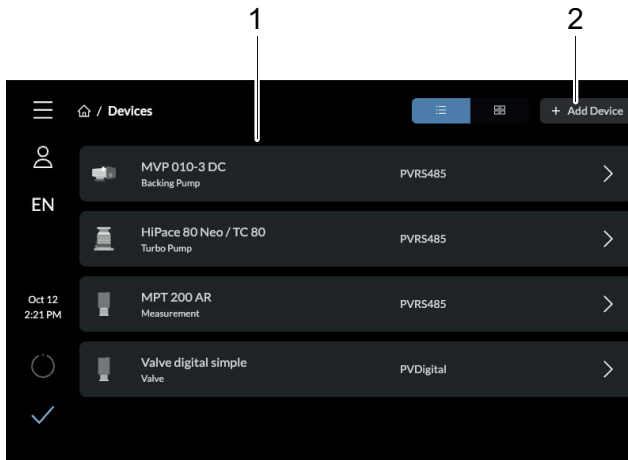 1
2
/ Devices
+ Add Device
MVP 010-3 DC
Backing Pump
PVRS485
EN
HiPace 80 Neo / TC 80
Turbo Pump
PVRS485
Oct 12
2:21 PM
MPT 200 AR
Measurement
PVRS485
Valve digital simple
Valve
PVDigital